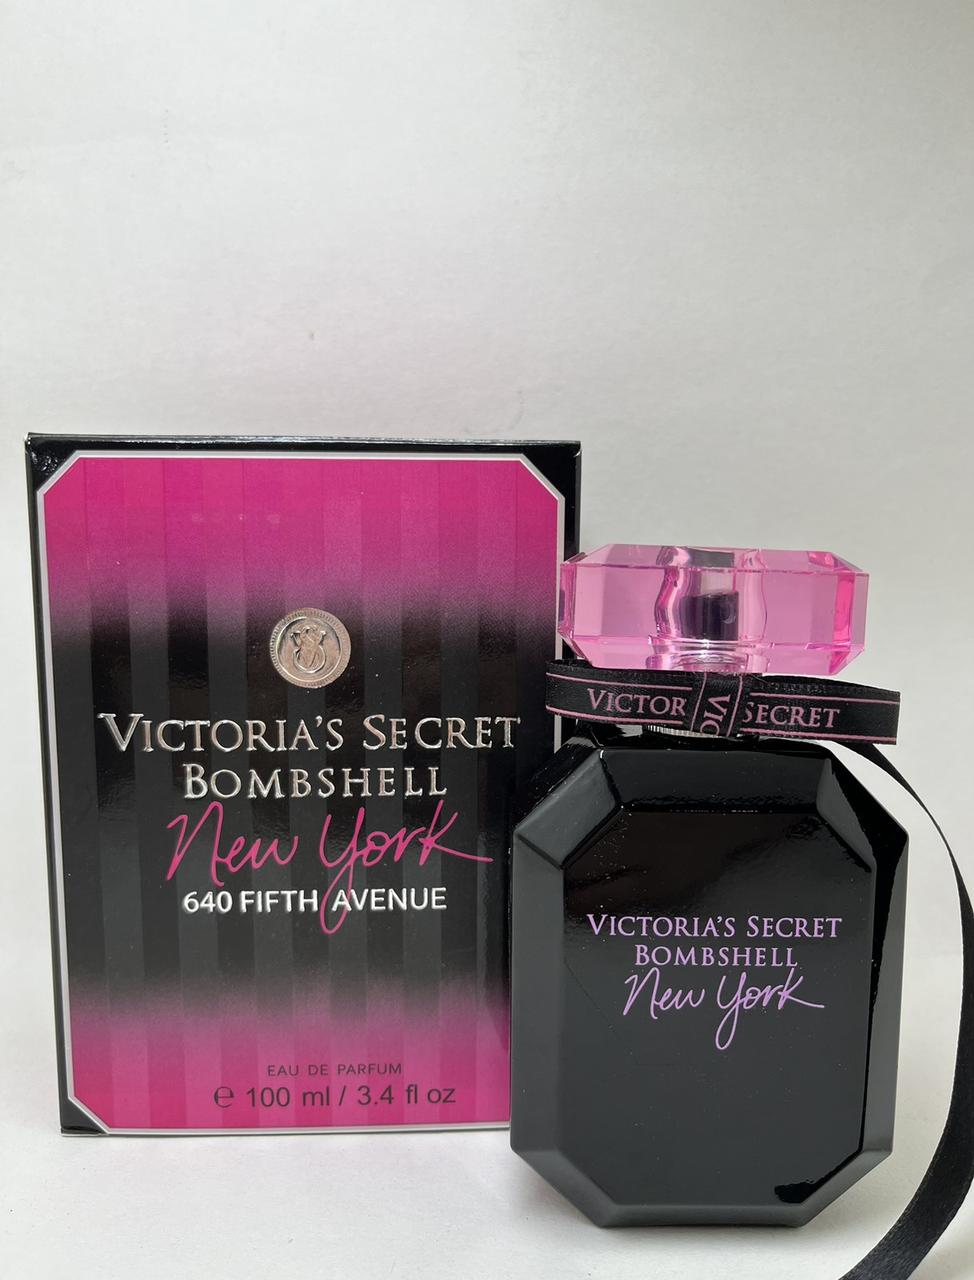 VICTORIA'S SECRET
BOMBSHELL
New York
640 FIFTH AVENUE
EAU DE PARFUM
℮ 100 ml / 3.4 fl oz
VICTOR
VIC
SECRET
VICTORIA'S SECRET
BOMBSHELL
New York